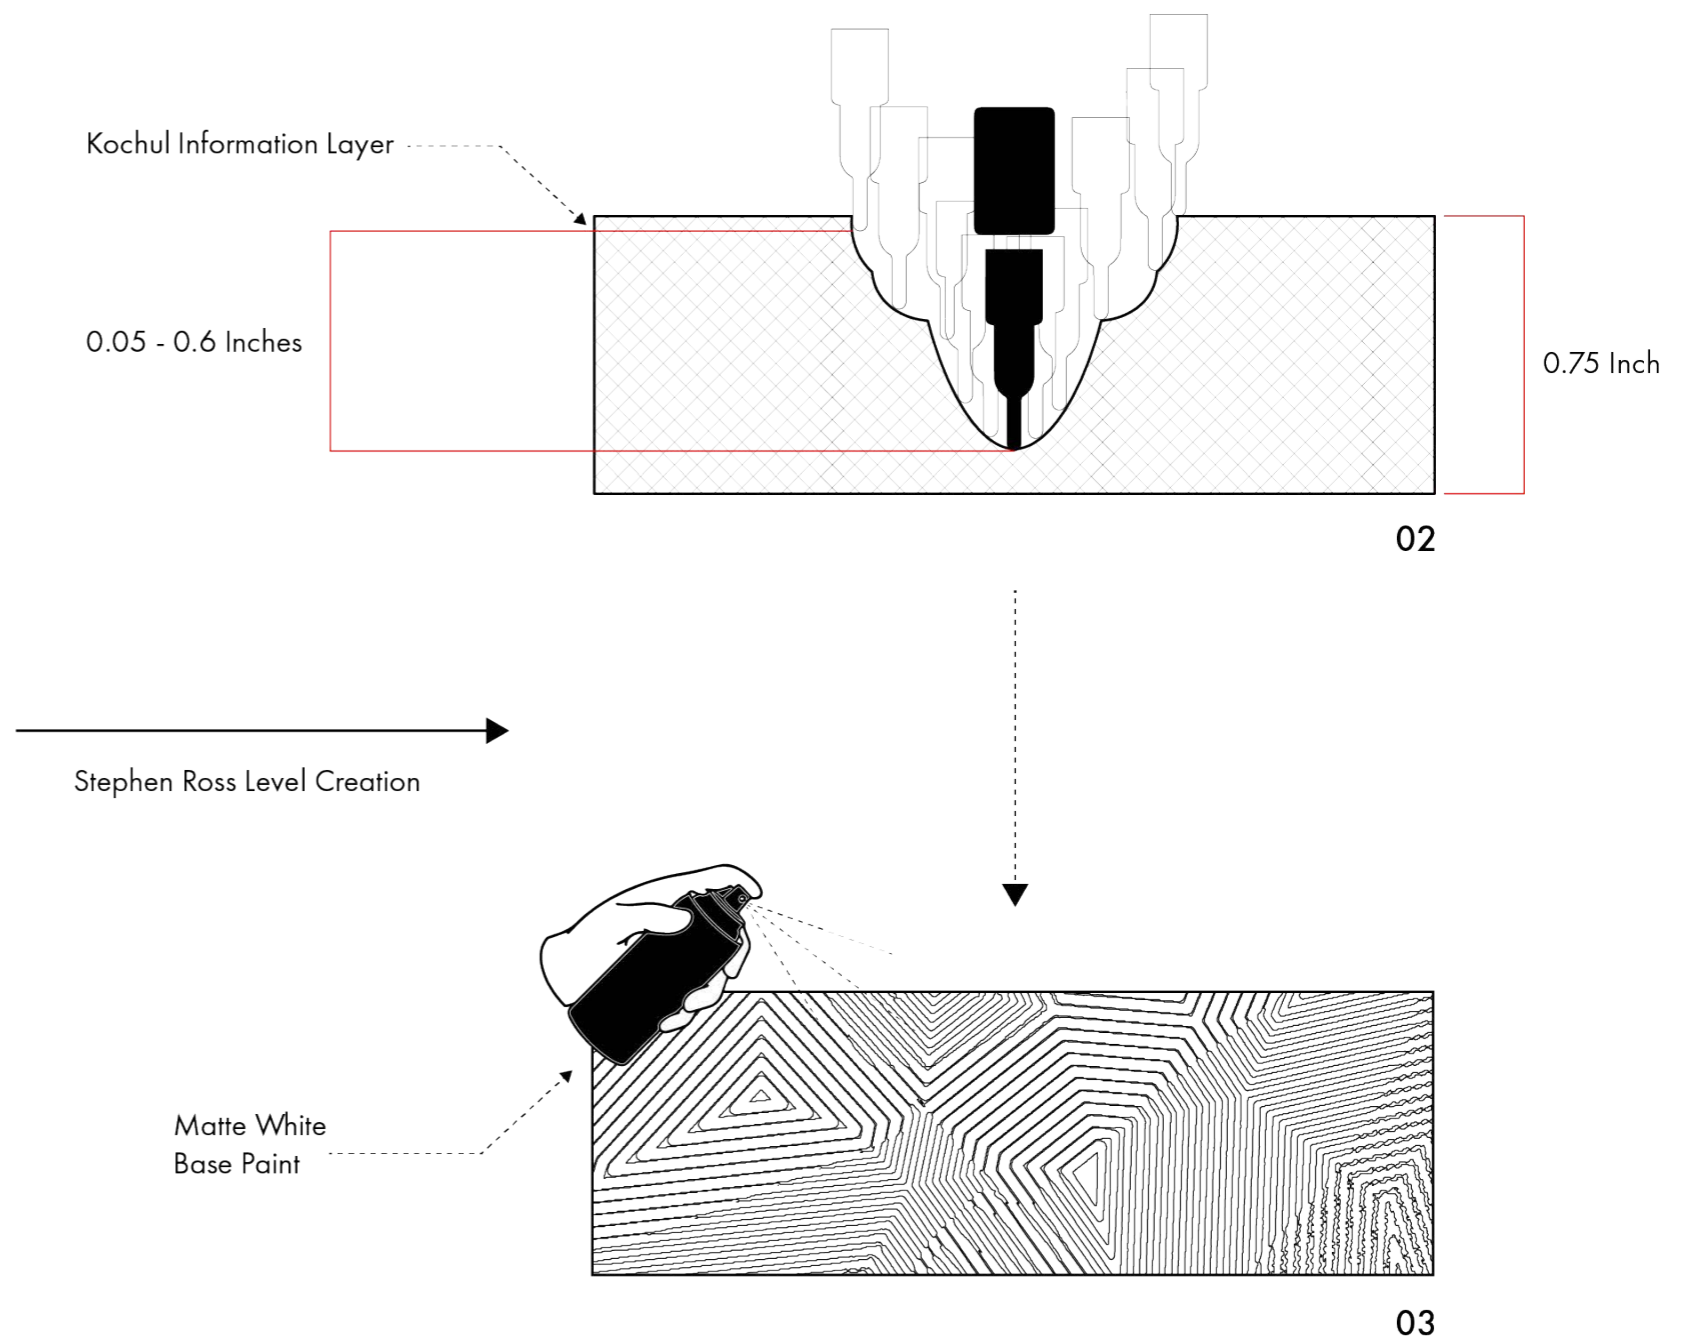 Kochul Information Layer
0.05 - 0.6 Inches
0.75 Inch
02
Stephen Ross Level Creation
Matte White
Base Paint
03